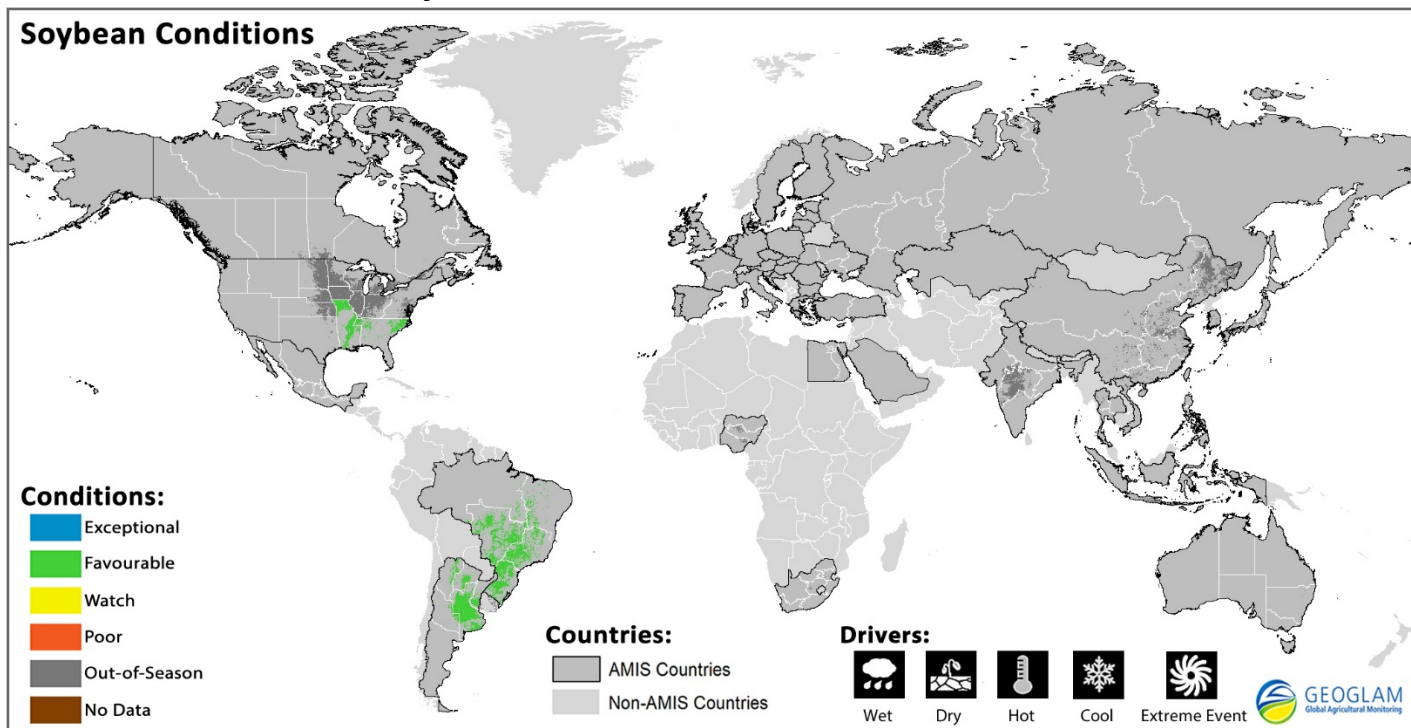 Soybean Conditions
Conditions:
Exceptional
Favourable
Watch
Poor
Out-of-Season
No Data
Countries:
AMIS Countries
Non-AMIS Countries
Drivers:
Wet
Dry
Hot
Cool
Extreme Event
GEOGLAM
Global Agricultural Monitoring